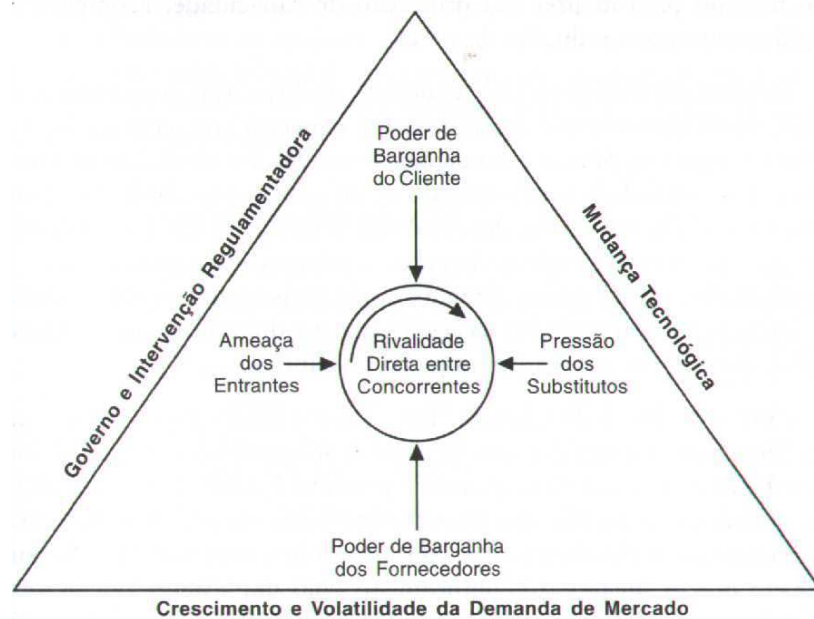 Poder de
Barganha
do Cliente
Governo e Intervenção Regulamentadora
Mudança Tecnológica
Ameaça
dos
Entrantes
Rivalidade
Direta entre
Concorrentes
Pressão
dos
Substitutos
Poder de Barganha
dos Fornecedores
Crescimento e Volatilidade da Demanda de Mercado